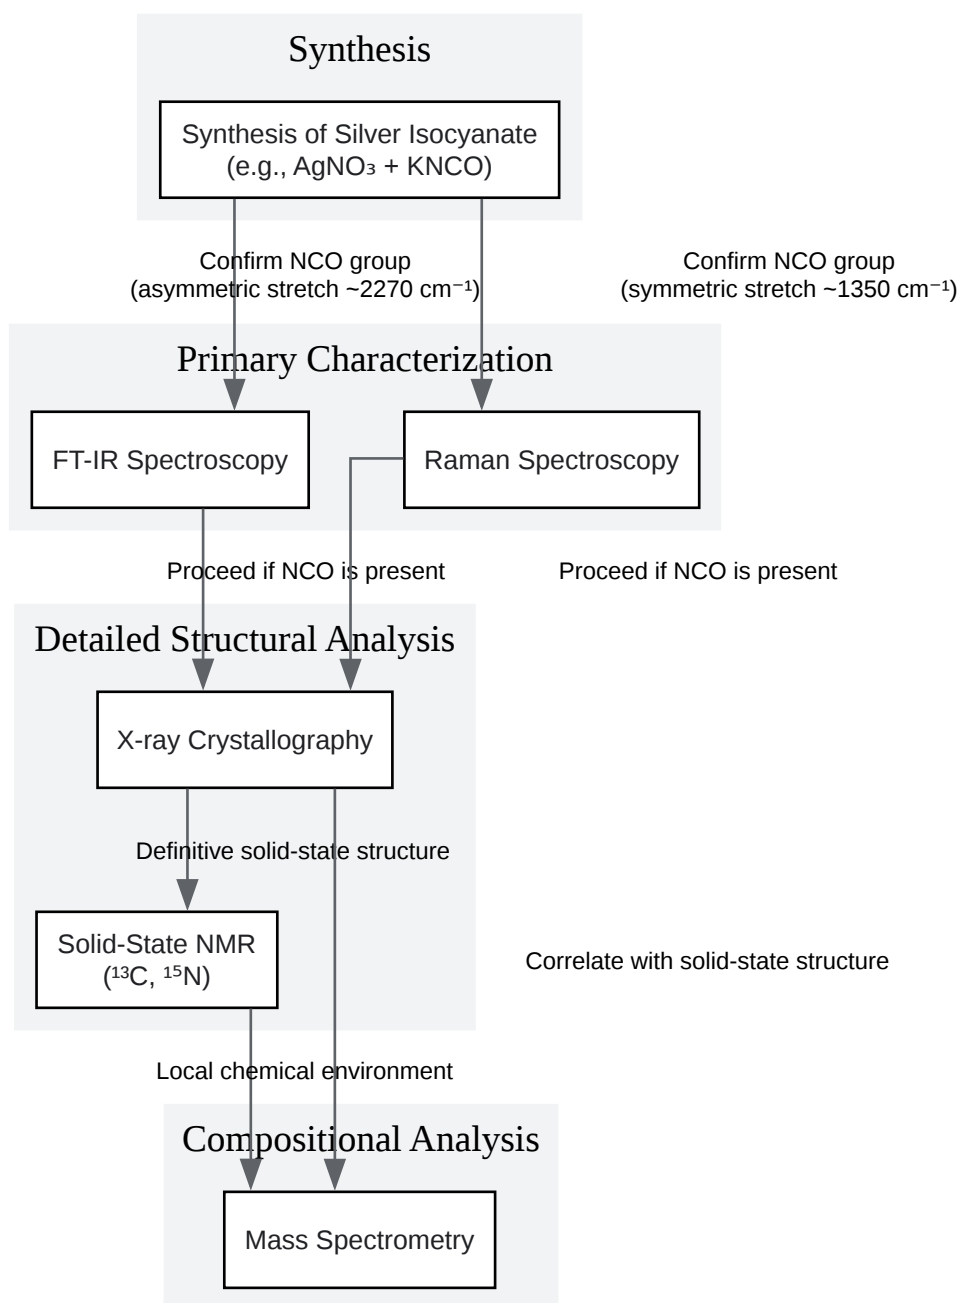 Synthesis
Synthesis of Silver Isocyanate
(e.g., AgNO₃ + KNCO)
Confirm NCO group
(asymmetric stretch ~2270 cm⁻¹)
Confirm NCO group
(symmetric stretch ~1350 cm⁻¹)
Primary Characterization
FT-IR Spectroscopy
Raman Spectroscopy
Proceed if NCO is present
Proceed if NCO is present
Detailed Structural Analysis
X-ray Crystallography
Definitive solid-state structure
Solid-State NMR
(¹³C, ¹⁵N)
Correlate with solid-state structure
Local chemical environment
Compositional Analysis
Mass Spectrometry